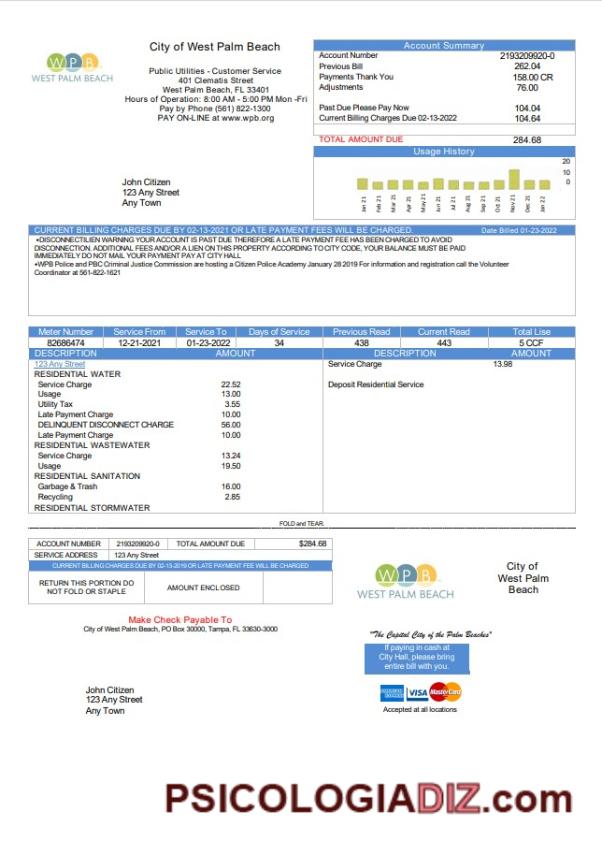 City of West Palm Beach
WPB
WEST PALM BEACH
Public Utilities - Customer Service
401 Clematis Street
West Palm Beach, FL 33401
Hours of Operation: 8:00 AM - 5:00 PM Mon -Fri
Pay by Phone (561) 822-1300
PAY ON-LINE at www.wpb.org
Account Summary
Account Number 2193209920-0
Previous Bill 262.04
Payments Thank You 158.00 CR
Adjustments 76.00
Past Due Please Pay Now 104.04
Current Billing Charges Due 02-13-2022 104.64
TOTAL AMOUNT DUE 284.68
Usage History
20
10
0
Jan 21 Feb 21 Mar 21 Apr 21 May 21 Jun 21 Jul 21 Aug 21 Sep 21 Oct 21 Nov 21 Dec 21 Jan 22
John Citizen
123 Any Street
Any Town
CURRENT BILLING CHARGES DUE BY 02-13-2021 OR LATE PAYMENT FEES WILL BE CHARGED. Date Billed 01-23-2022
•DISCONNECTILIEN WARNING YOUR ACCOUNT IS PAST DUE THEREFORE A LATE PAYMENT FEE HAS BEEN CHARGED TO AVOID
DISCONNECTION. ADDITIONAL FEES AND/OR A LIEN ON THIS PROPERTY ACCORDING TO CITY CODE, YOUR BALANCE MUST BE PAID
IMMEDIATELY DO NOT MAIL YOUR PAYMENT PAY AT CITY HALL
•WPB Police and PBC Criminal Justice Commission are hosting a Citizen Police Academy January 28 2019 For information and registration call the Volunteer
Coordinator at 561-822-1621
Meter Number Service From Service To Days of Service Previous Read Current Read Total Lise
82686474 12-21-2021 01-23-2022 34 438 443 5 CCF
DESCRIPTION AMOUNT DESCRIPTION AMOUNT
123 Any Street
RESIDENTIAL WATER
Service Charge 22.52
Usage 13.00
Utility Tax 3.55
Late Payment Charge 10.00
DELINQUENT DISCONNECT CHARGE 56.00
Late Payment Charge 10.00
RESIDENTIAL WASTEWATER
Service Charge 13.24
Usage 19.50
RESIDENTIAL SANITATION
Garbage & Trash 16.00
Recycling 2.85
RESIDENTIAL STORMWATER
Service Charge 13.98
Deposit Residential Service
FOLD and TEAR.
ACCOUNT NUMBER 2193209920-0 TOTAL AMOUNT DUE $284.68
SERVICE ADDRESS 123 Any Street
CURRENT BILLING CHARGES DUE BY 02-13-2019 OR LATE PAYMENT FEE WILL BE CHARGED
RETURN THIS PORTION DO
NOT FOLD OR STAPLE
AMOUNT ENCLOSED
Make Check Payable To
City of West Palm Beach, PO Box 30000, Tampa, FL 33630-3000
WPB
WEST PALM BEACH
City of
West Palm
Beach
"The Capital City of the Palm Beaches"
If paying in cash at
City Hall, please bring
entire bill with you.
VISA MasterCard
Accepted at all locations
John Citizen
123 Any Street
Any Town
PSICOLOGIADIZ.com